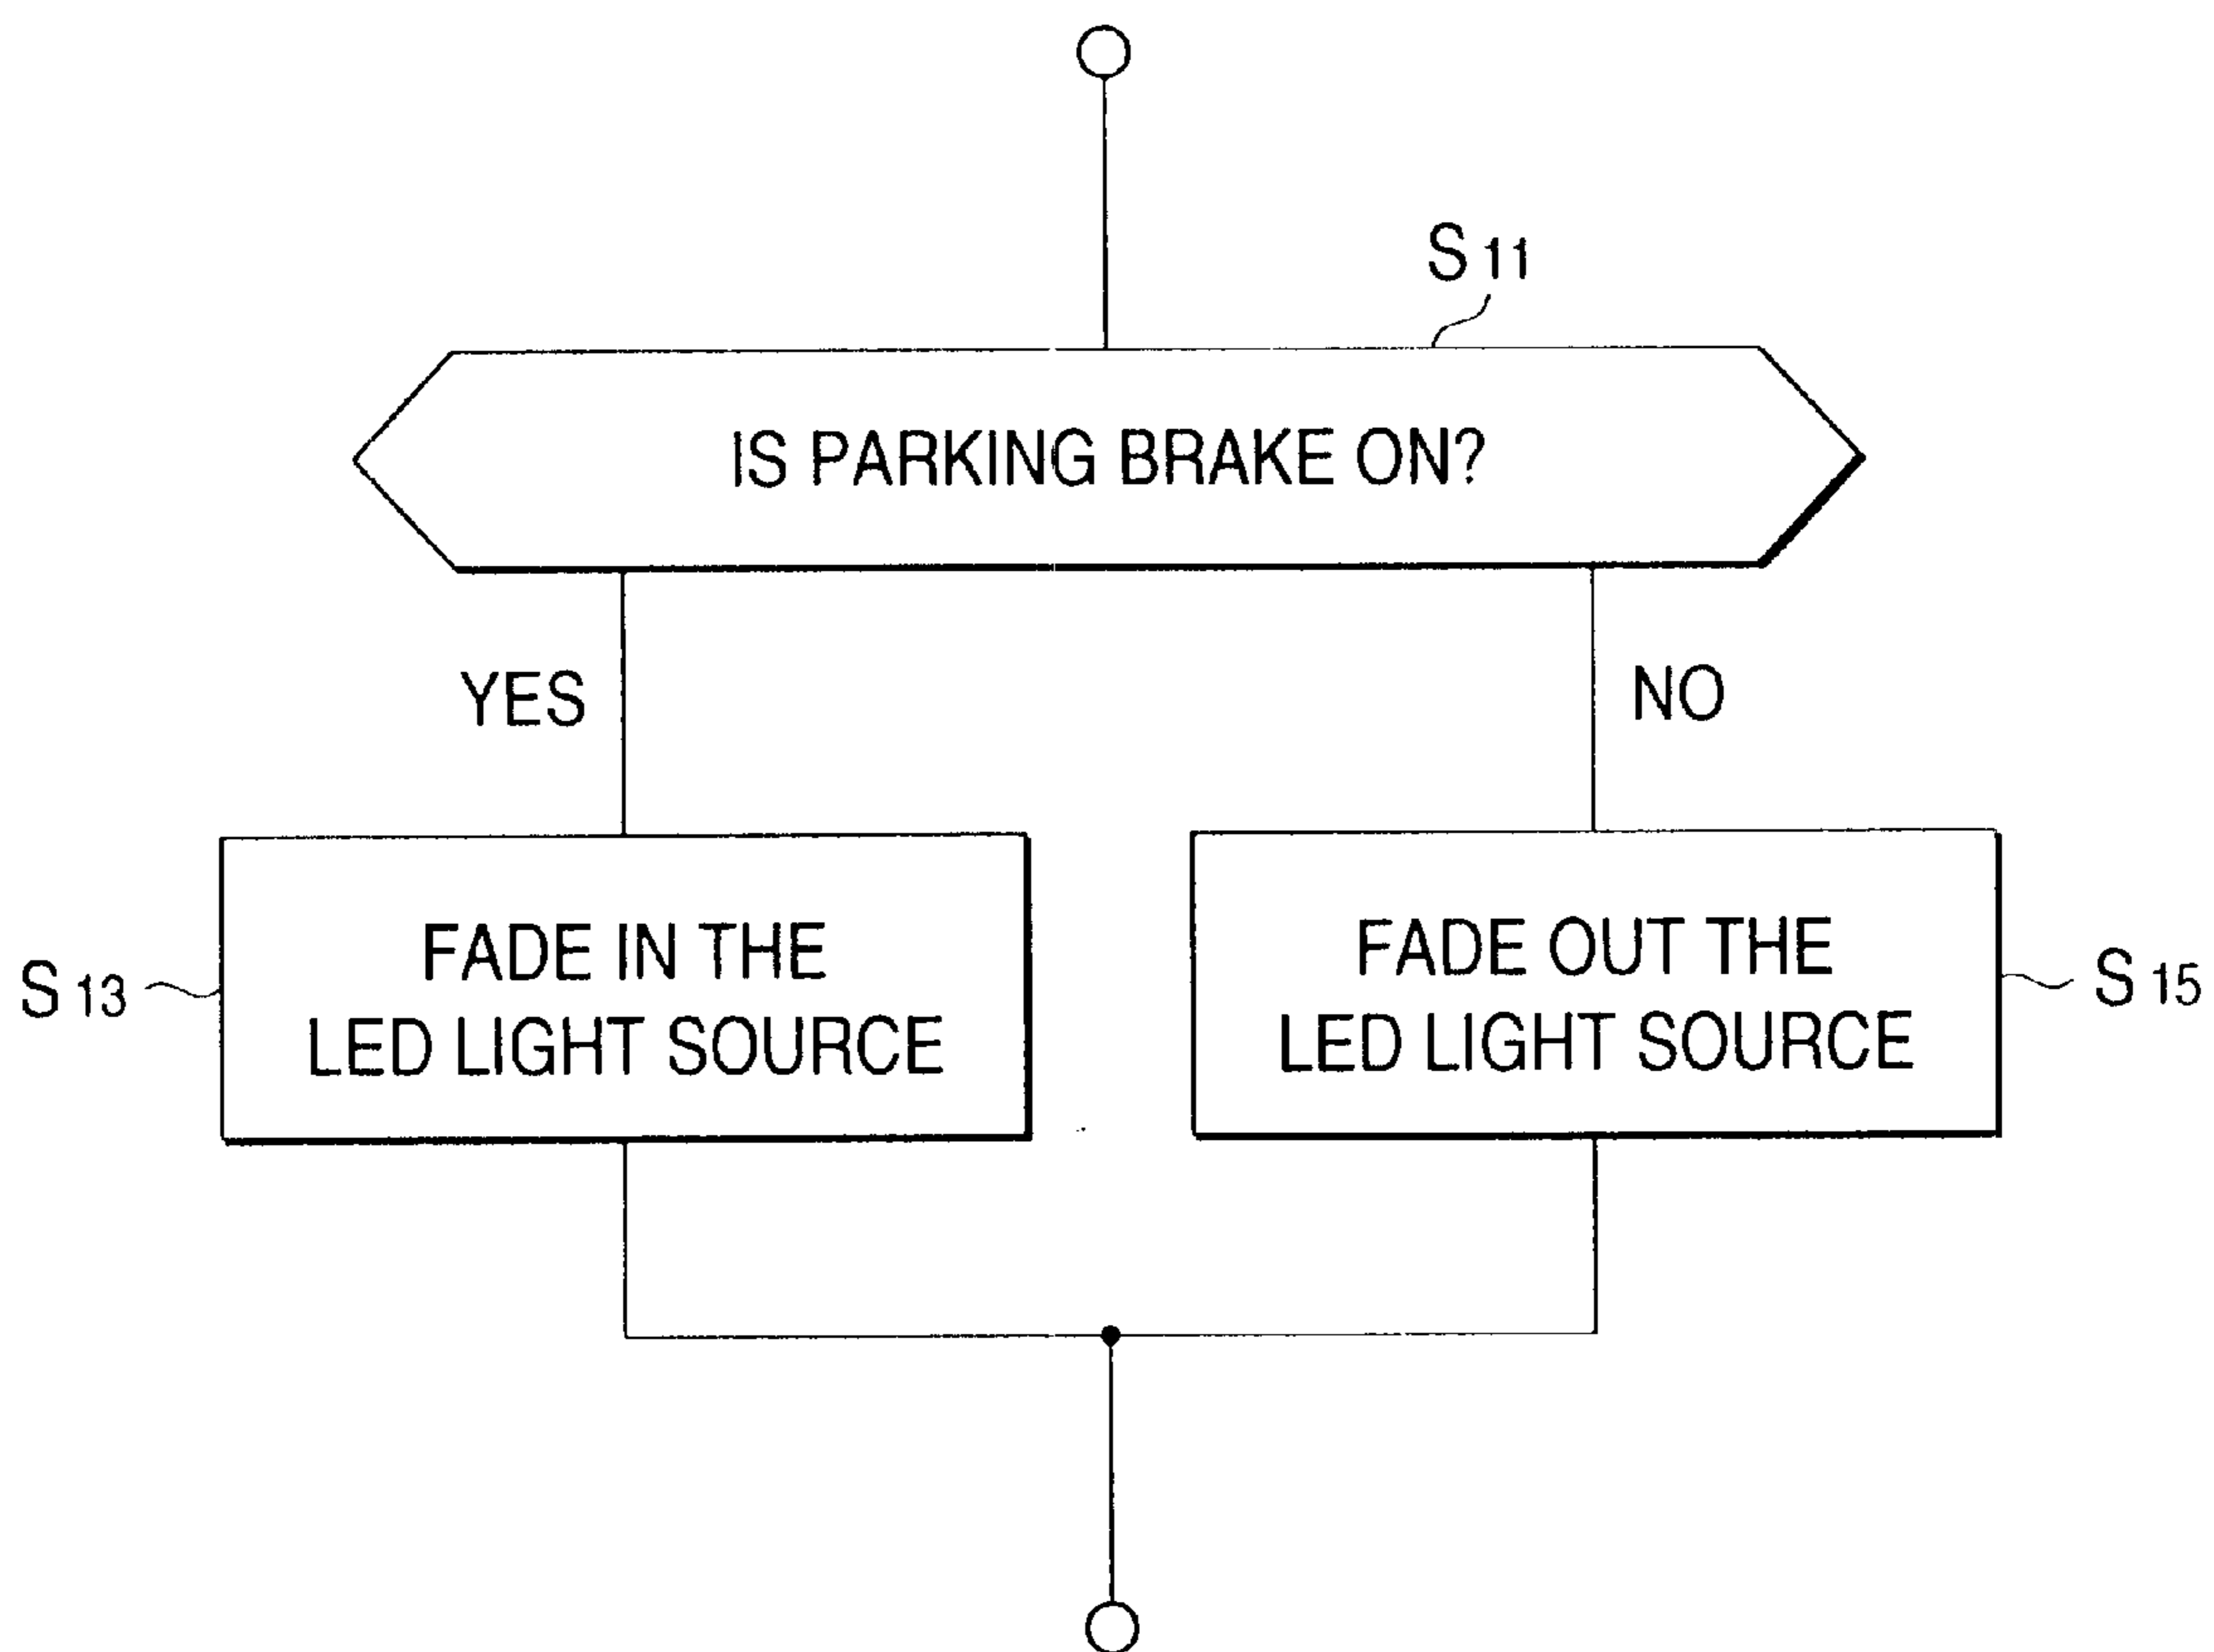 S11
IS PARKING BRAKE ON?
YES
NO
FADE IN THE
LED LIGHT SOURCE
S13
FADE OUT THE
LED LIGHT SOURCE
S15